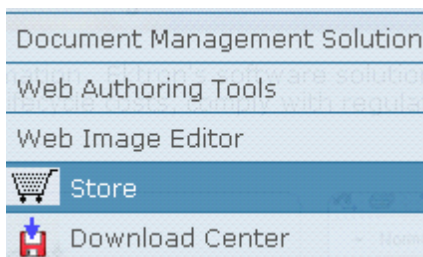 Document Management Solution
Web Authoring Tools
Web Image Editor
Store
Download Center